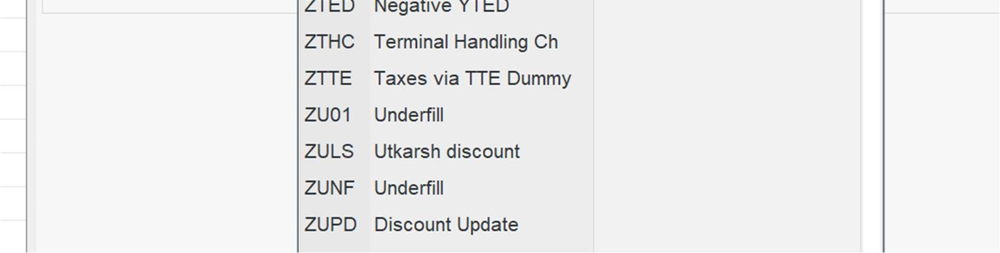 ZTED Negative YTED
ZTHC Terminal Handling Ch
ZTTE Taxes via TTE Dummy
ZU01 Underfill
ZULS Utkarsh discount
ZUNF Underfill
ZUPD Discount Update